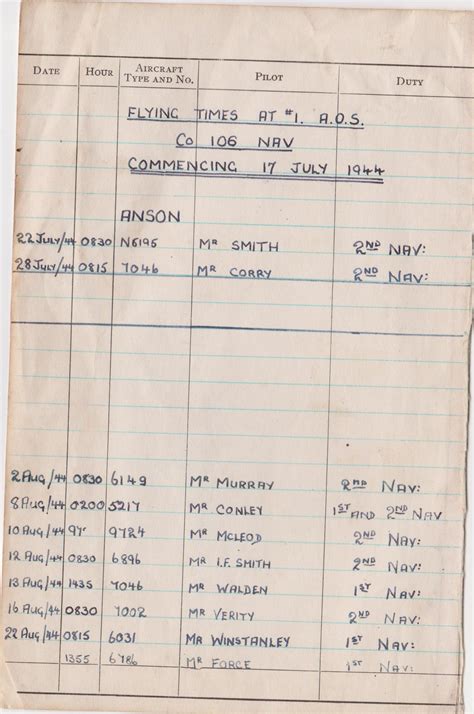 DATE HOUR AIRCRAFT TYPE AND NO. PILOT DUTY
FLYING TIMES AT #1. A.O.S.
Co 106 NAV
COMMENCING 17 JULY 1944
ANSON
22 JULY/44 0830 N6195 MR SMITH 2ND NAV:
28 JULY/44 0815 7046 MR CORRY 2ND NAV:
2 AUG/44 0830 6149 MR MURRAY 2ND NAV:
8 AUG/44 0200 5217 MR CONLEY 1ST AND 2ND NAV
10 AUG/44 9724 MR MCLEOD 2ND NAV:
12 AUG/44 0830 6896 MR I.F. SMITH 2ND NAV:
13 AUG/44 1435 7046 MR WALDEN 1ST NAV:
16 AUG/44 0830 7002 MR VERITY 2ND NAV:
22 AUG/44 0815 6031 MR WINSTANLEY 1ST NAV:
1355 6786 MR FORCE 1ST NAV: